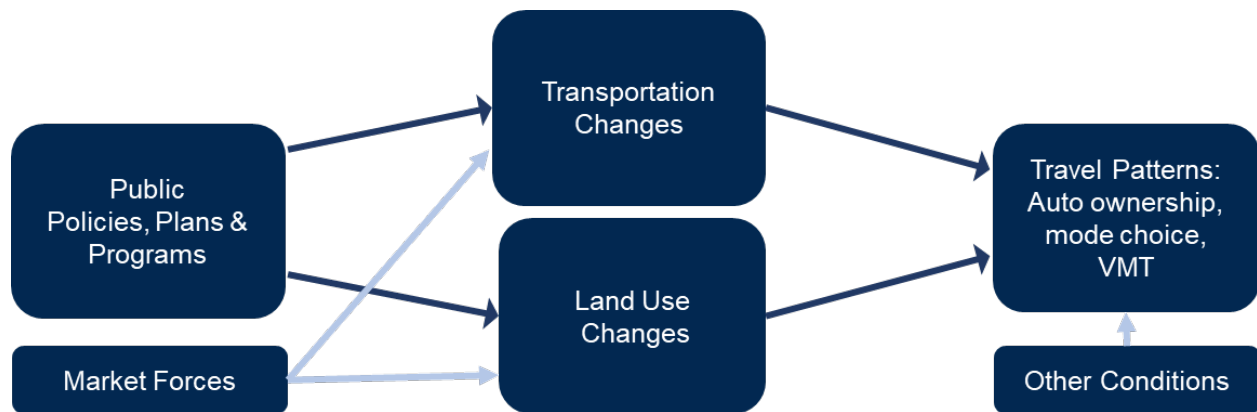 Public
Policies, Plans &
Programs
Market Forces
Transportation
Changes
Land Use
Changes
Travel Patterns:
Auto ownership,
mode choice,
VMT
Other Conditions